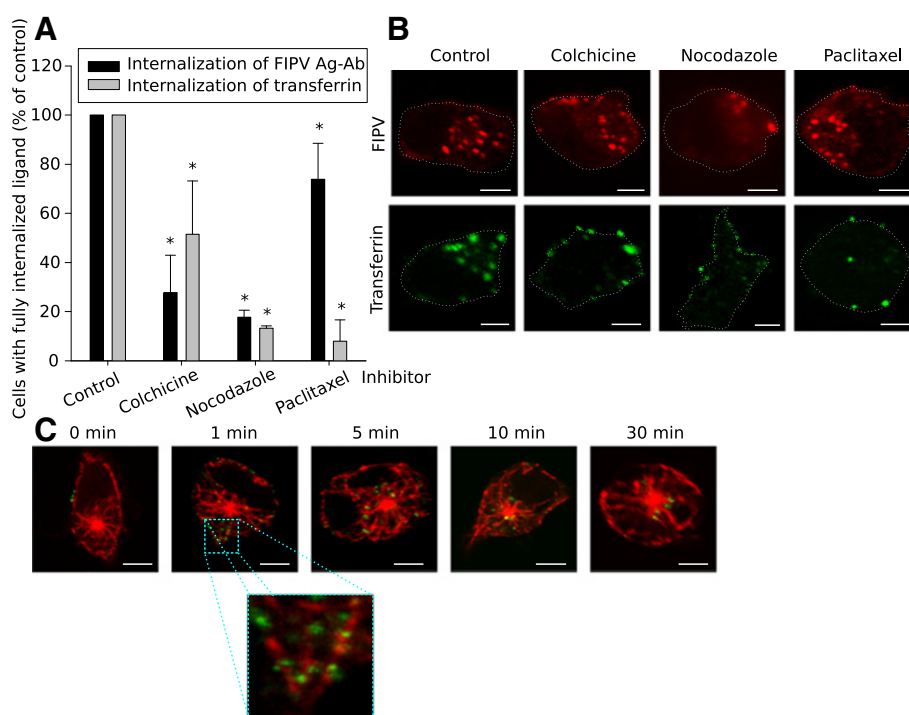 A
Cells with fully internalized ligand (% of control)
120
100
80
60
40
20
0
Internalization of FIPV Ag-Ab
Internalization of transferrin
*
*
*
*
*
*
Control
Colchicine
Nocodazole
Paclitaxel
Inhibitor
B
Control Colchicine Nocodazole Paclitaxel
FIPV
Transferrin
C
0 min 1 min 5 min 10 min 30 min